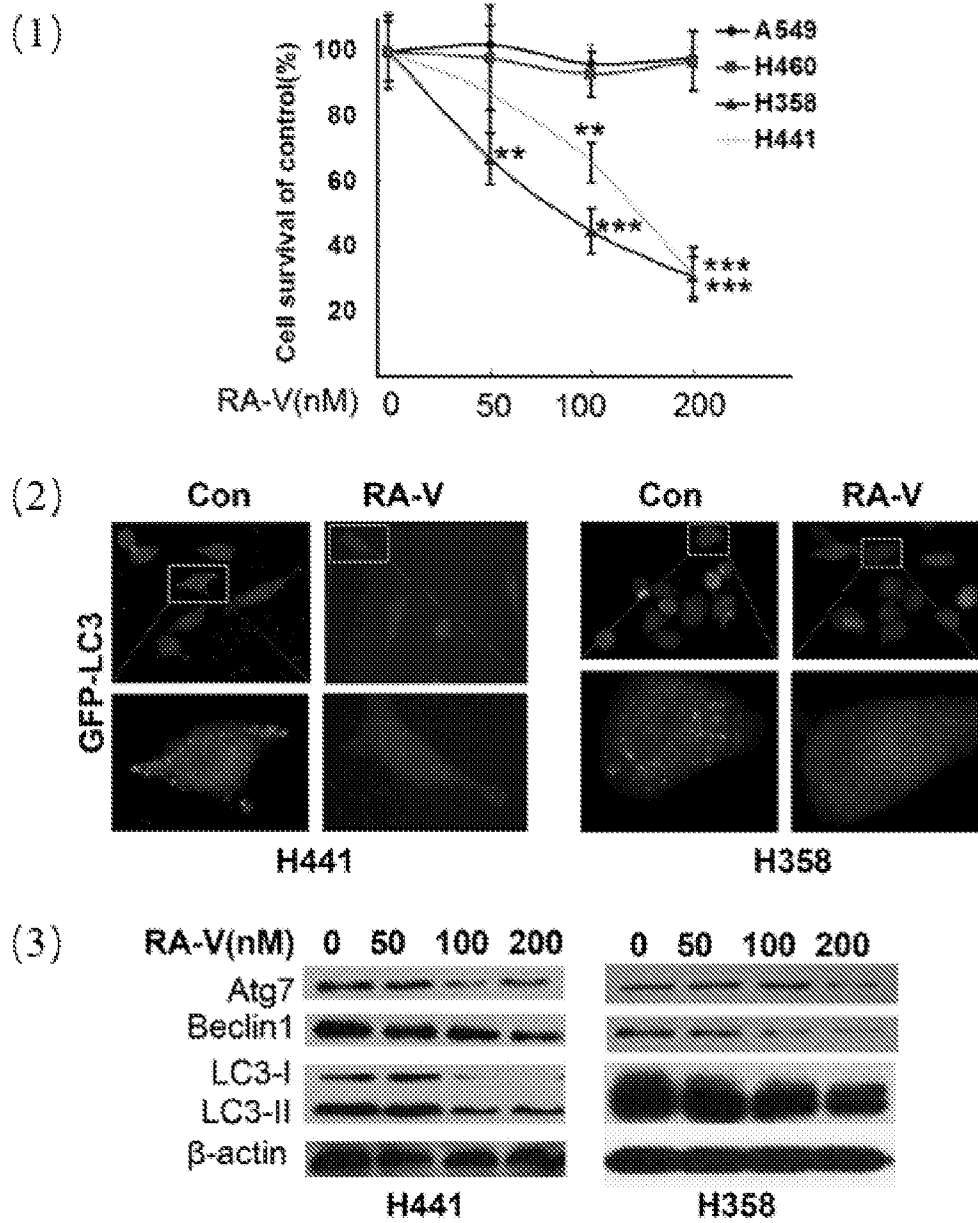 (1)
Cell survival of control(%)
100
80
60
40
20
A549
H460
H358
H441
**
**
***
***
***
RA-V(nM) 0 50 100 200
(2)
Con RA-V Con RA-V
GFP-LC3
H441 H358
(3)
RA-V(nM) 0 50 100 200 0 50 100 200
Atg7
Beclin1
LC3-I
LC3-II
β-actin
H441 H358